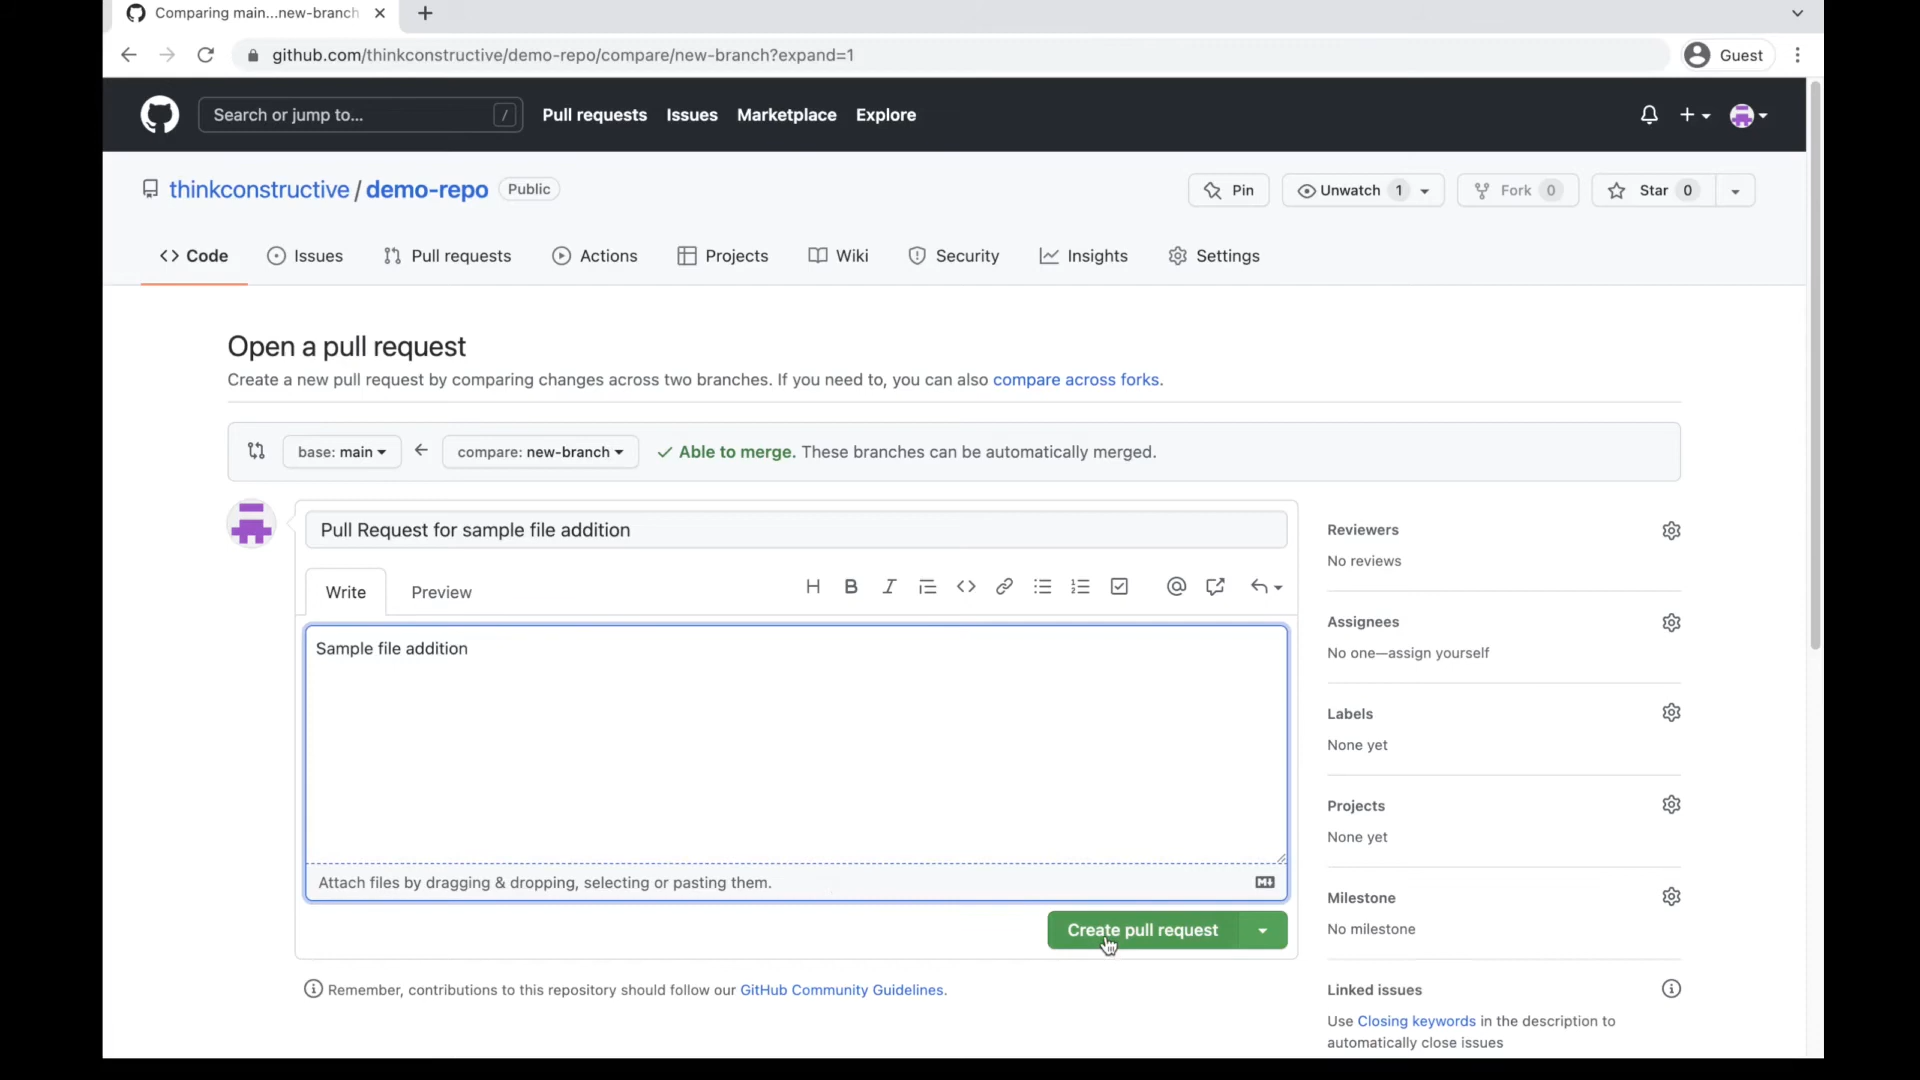 Comparing main...new-branch
github.com/thinkconstructive/demo-repo/compare/new-branch?expand=1
Guest
Search or jump to... /
Pull requests Issues Marketplace Explore
thinkconstructive / demo-repo Public
Pin Unwatch 1 Fork 0 Star 0
Code Issues Pull requests Actions Projects Wiki Security Insights Settings
Open a pull request
Create a new pull request by comparing changes across two branches. If you need to, you can also compare across forks.
base: main compare: new-branch Able to merge. These branches can be automatically merged.
Pull Request for sample file addition
Write Preview
Sample file addition
Attach files by dragging & dropping, selecting or pasting them.
Create pull request
Remember, contributions to this repository should follow our GitHub Community Guidelines.
Reviewers
No reviews
Assignees
No one—assign yourself
Labels
None yet
Projects
None yet
Milestone
No milestone
Linked issues
Use Closing keywords in the description to
automatically close issues